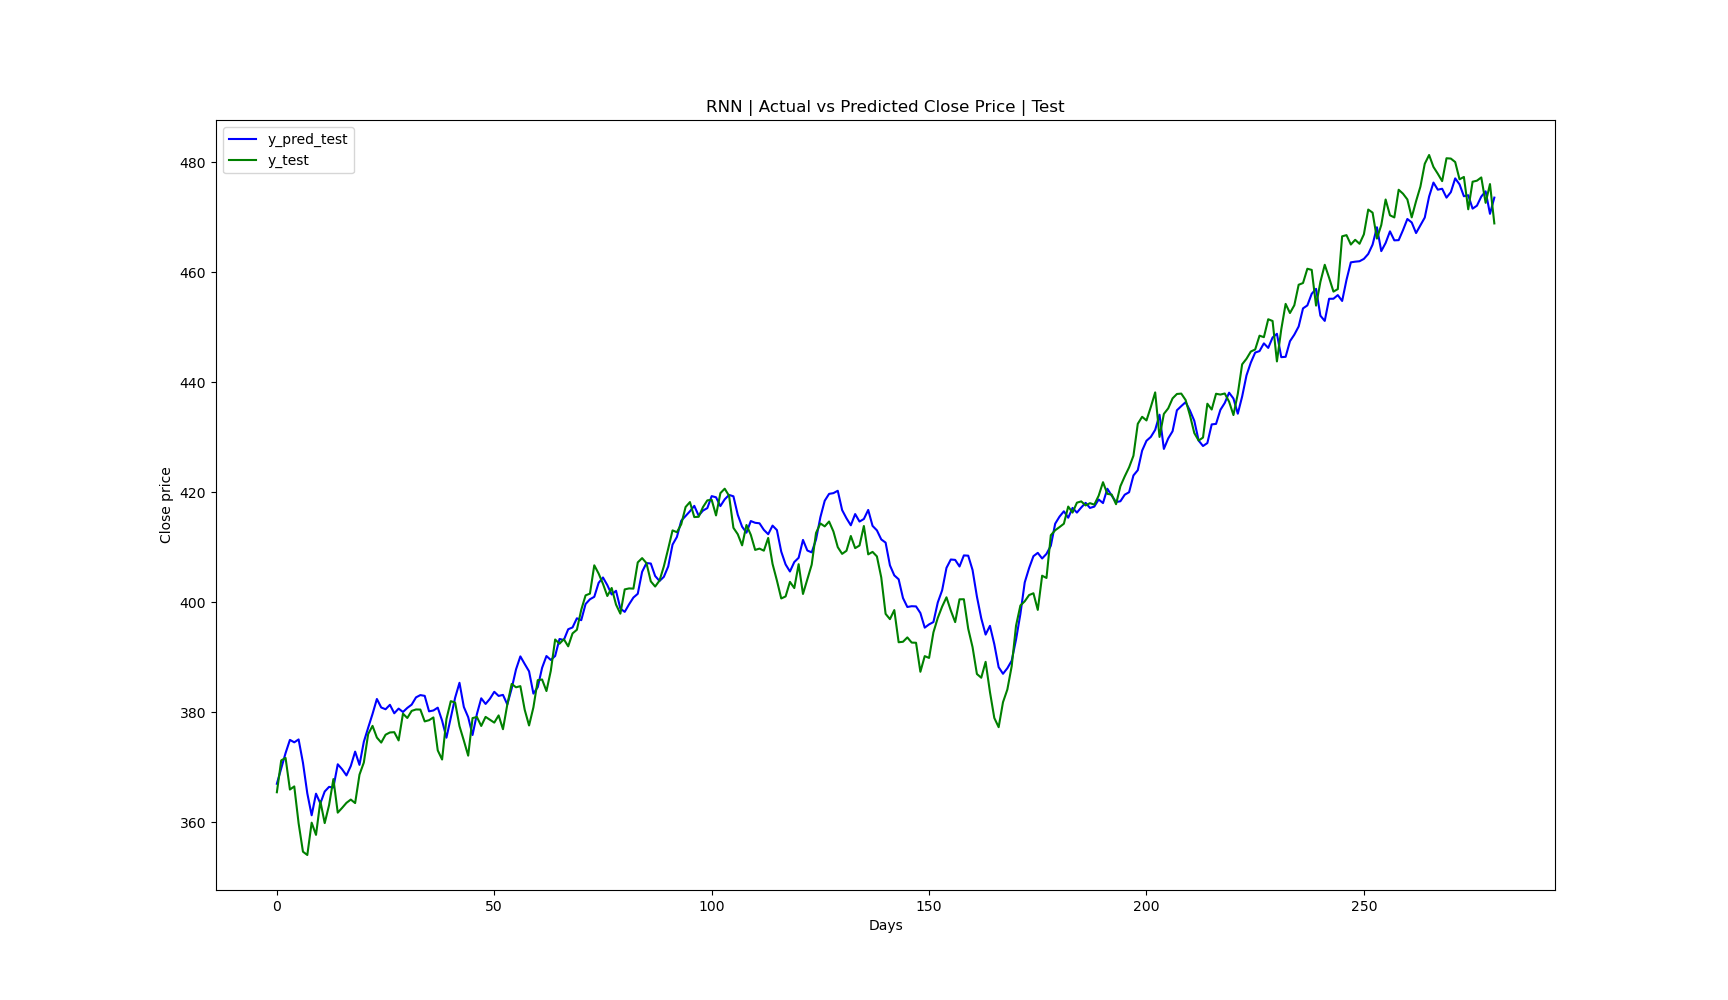 RNN | Actual vs Predicted Close Price | Test
y_pred_test
y_test
480
460
440
420
400
380
360
Close price
0
50
100
150
200
250
Days